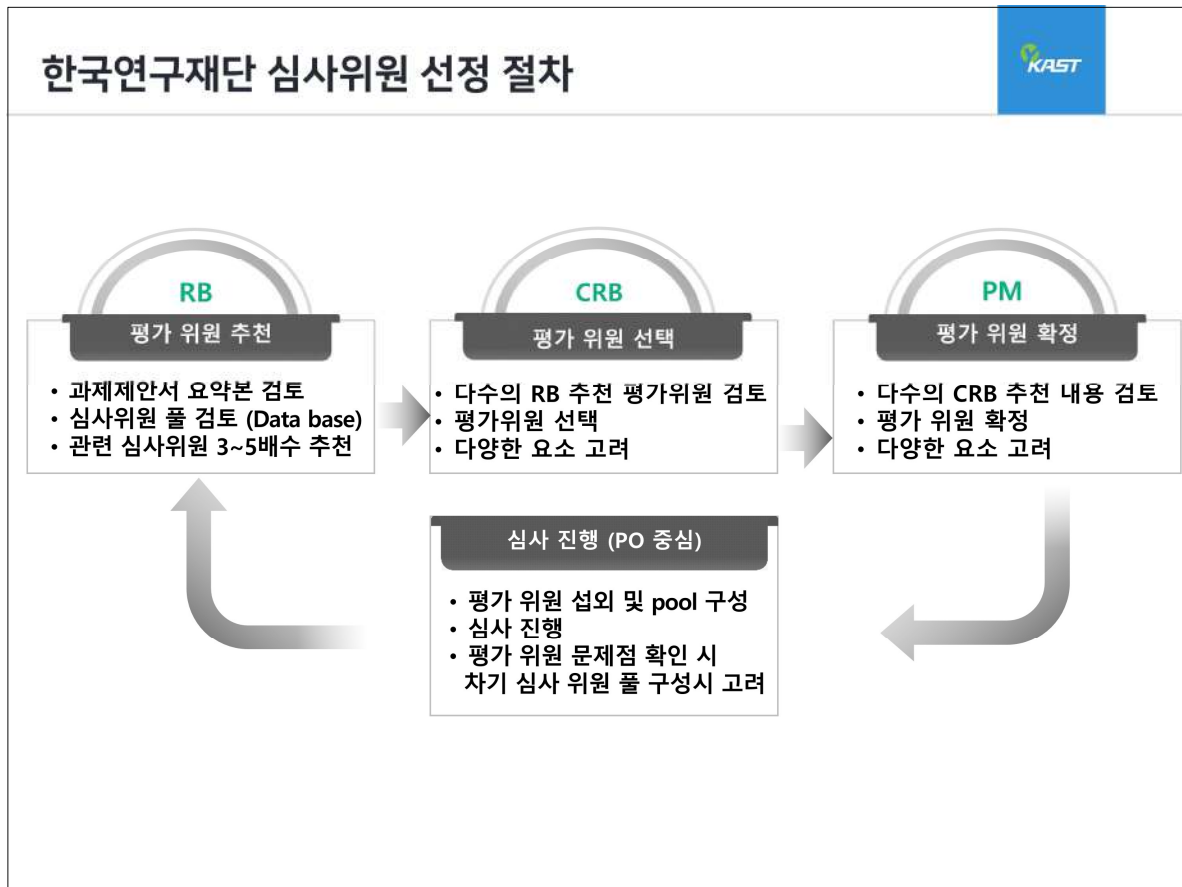 한국연구재단 심사위원 선정 절차
KAST
RB
평가 위원 추천
• 과제제안서 요약본 검토
• 심사위원 풀 검토 (Data base)
• 관련 심사위원 3~5배수 추천
CRB
평가 위원 선택
• 다수의 RB 추천 평가위원 검토
• 평가위원 선택
• 다양한 요소 고려
PM
평가 위원 확정
• 다수의 CRB 추천 내용 검토
• 평가 위원 확정
• 다양한 요소 고려
심사 진행 (PO 중심)
• 평가 위원 섭외 및 pool 구성
• 심사 진행
• 평가 위원 문제점 확인 시
차기 심사 위원 풀 구성시 고려